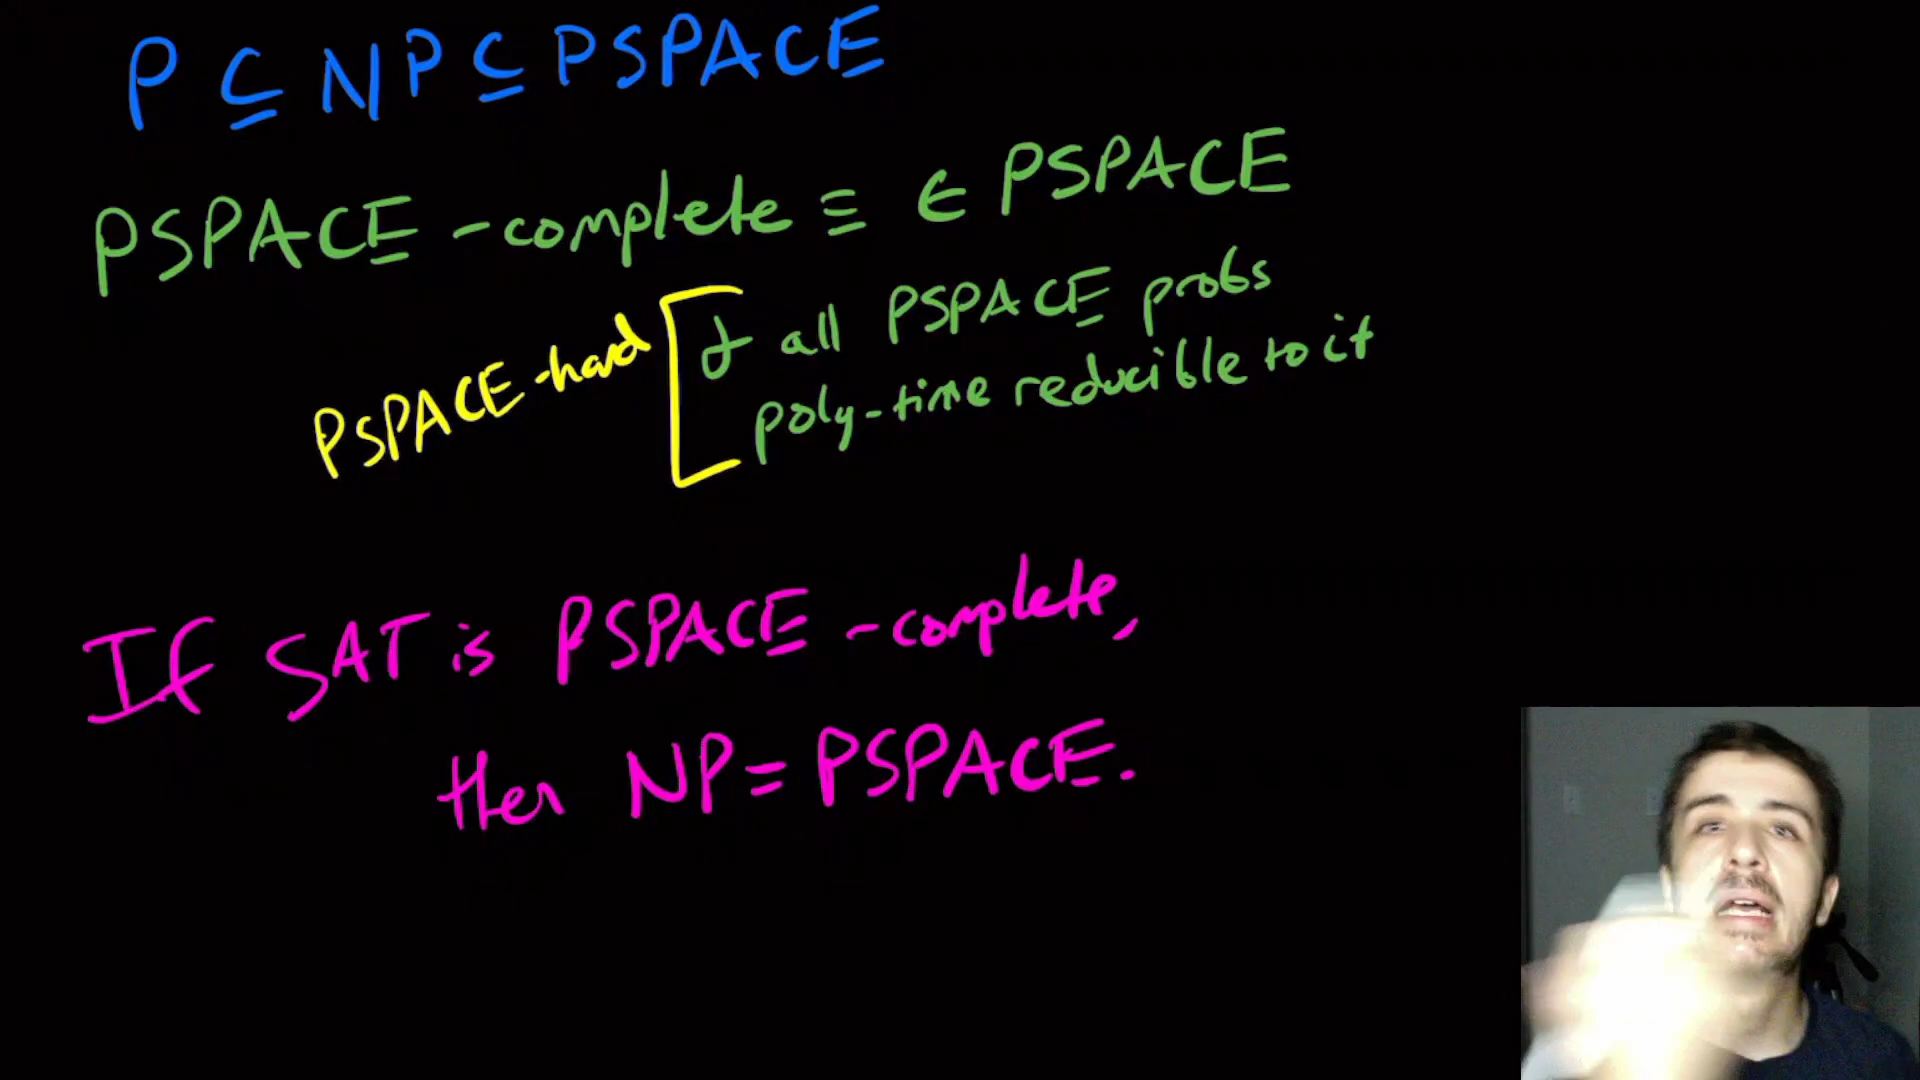 P ⊆ NP ⊆ PSPACE
PSPACE-complete ≡ ∈ PSPACE
& all PSPACE probs
poly-time reducible to it
PSPACE-hard
If SAT is PSPACE-complete,
then NP = PSPACE.